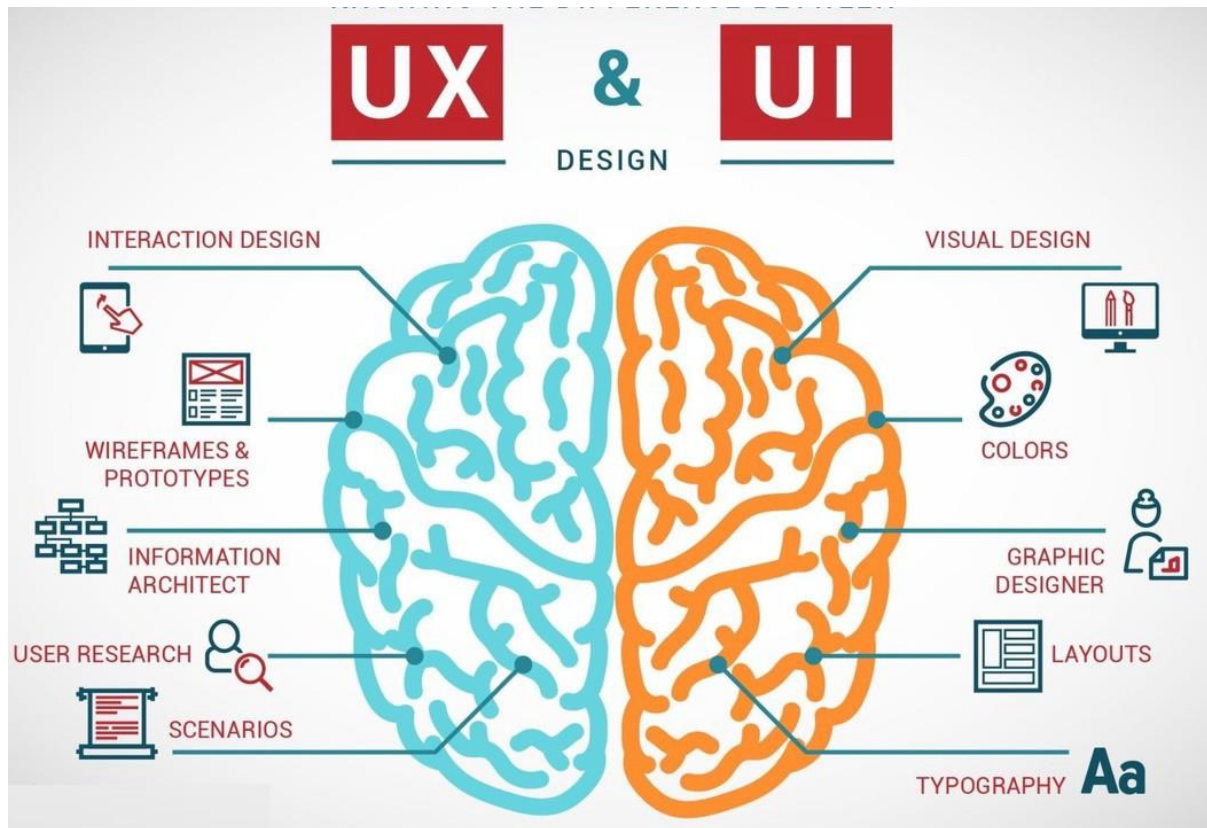 UX & UI
DESIGN
INTERACTION DESIGN
WIREFRAMES &
PROTOTYPES
INFORMATION
ARCHITECT
USER RESEARCH
SCENARIOS
VISUAL DESIGN
COLORS
GRAPHIC
DESIGNER
LAYOUTS
TYPOGRAPHY Aa